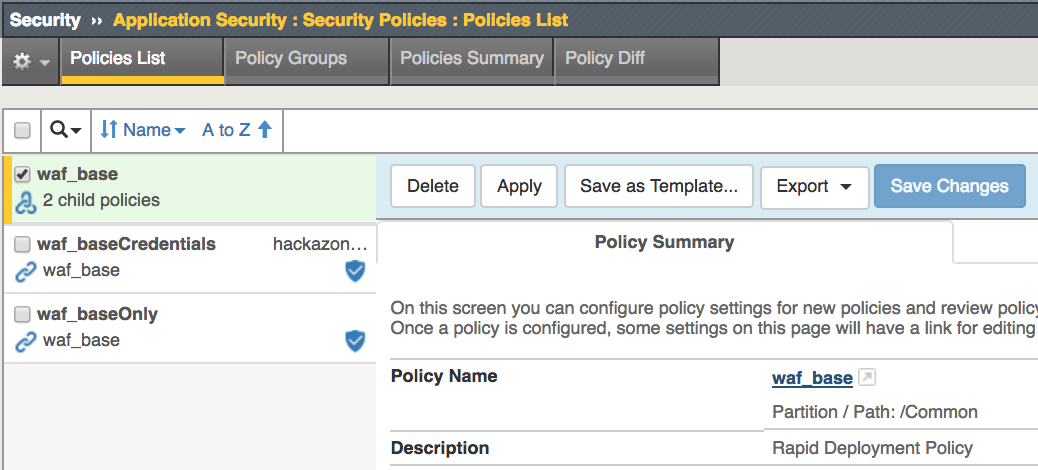 Security ›› Application Security : Security Policies : Policies List
Policies List Policy Groups Policies Summary Policy Diff
Name A to Z
waf_base
2 child policies
Delete Apply Save as Template... Export Save Changes
waf_baseCredentials hackazon...
waf_base
waf_baseOnly
waf_base
Policy Summary
On this screen you can configure policy settings for new policies and review policy
Once a policy is configured, some settings on this page will have a link for editing
Policy Name waf_base
Partition / Path: /Common
Description Rapid Deployment Policy